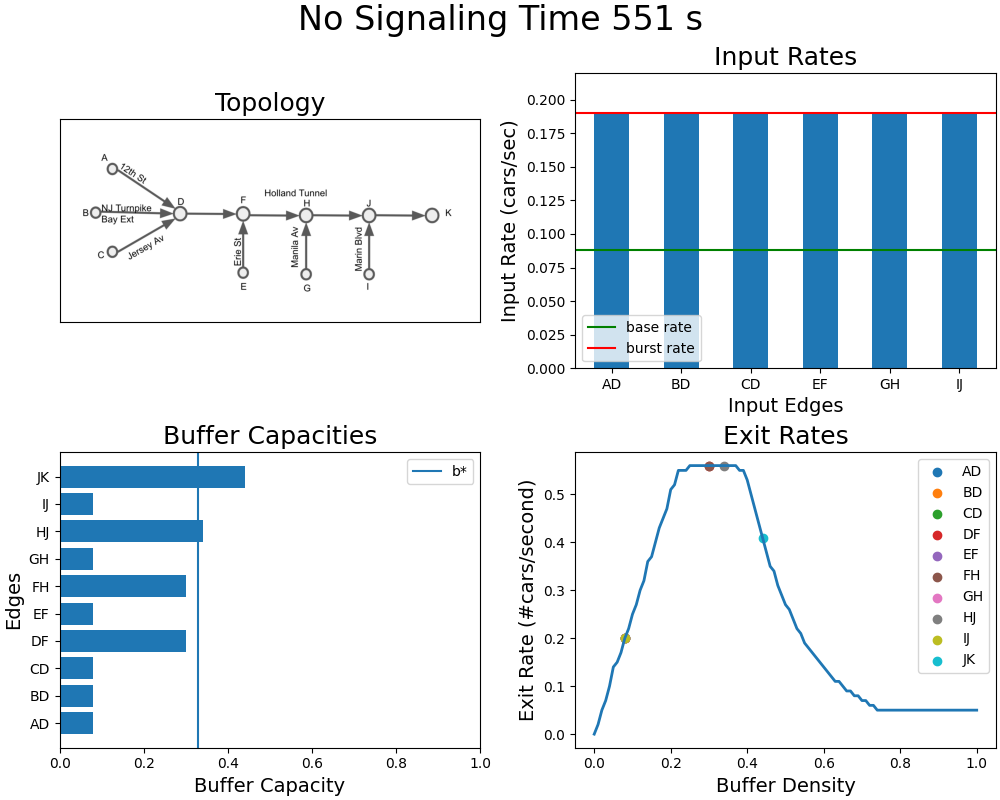 No Signaling Time 551 s
Topology
A
12th St
B
NJ Turnpike
Bay Ext
C
Jersey Av
D
F
Holland Tunnel
H
J
K
Erie St
Manila Av
Marin Blvd
E
G
I
Input Rates
Input Rate (cars/sec)
0.200
0.175
0.150
0.125
0.100
0.075
0.050
0.025
0.000
base rate
burst rate
AD BD CD EF GH IJ
Input Edges
Buffer Capacities
Edges
JK
IJ
HJ
GH
FH
EF
DF
CD
BD
AD
b*
0.0 0.2 0.4 0.6 0.8 1.0
Buffer Capacity
Exit Rates
Exit Rate (#cars/second)
0.5
0.4
0.3
0.2
0.1
0.0
AD
BD
CD
DF
EF
FH
GH
HJ
IJ
JK
0.0 0.2 0.4 0.6 0.8 1.0
Buffer Density